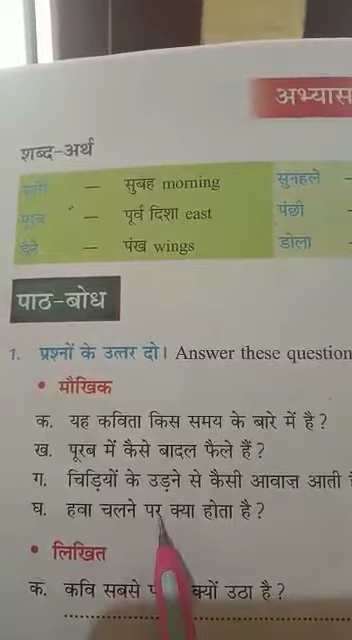 अभ्यास
शब्द-अर्थ
— सुबह morning सुनहले –
पूरब — पूर्व दिशा east पंछी –
डैने — पंख wings डोला –
पाठ-बोध
1. प्रश्नों के उत्तर दो। Answer these question
• मौखिक
क. यह कविता किस समय के बारे में है?
ख. पूरब में कैसे बादल फैले हैं?
ग. चिड़ियों के उड़ने से कैसी आवाज आती
घ. हवा चलने पर क्या होता है?
• लिखित
क. कवि सबसे क्यों उठा है?